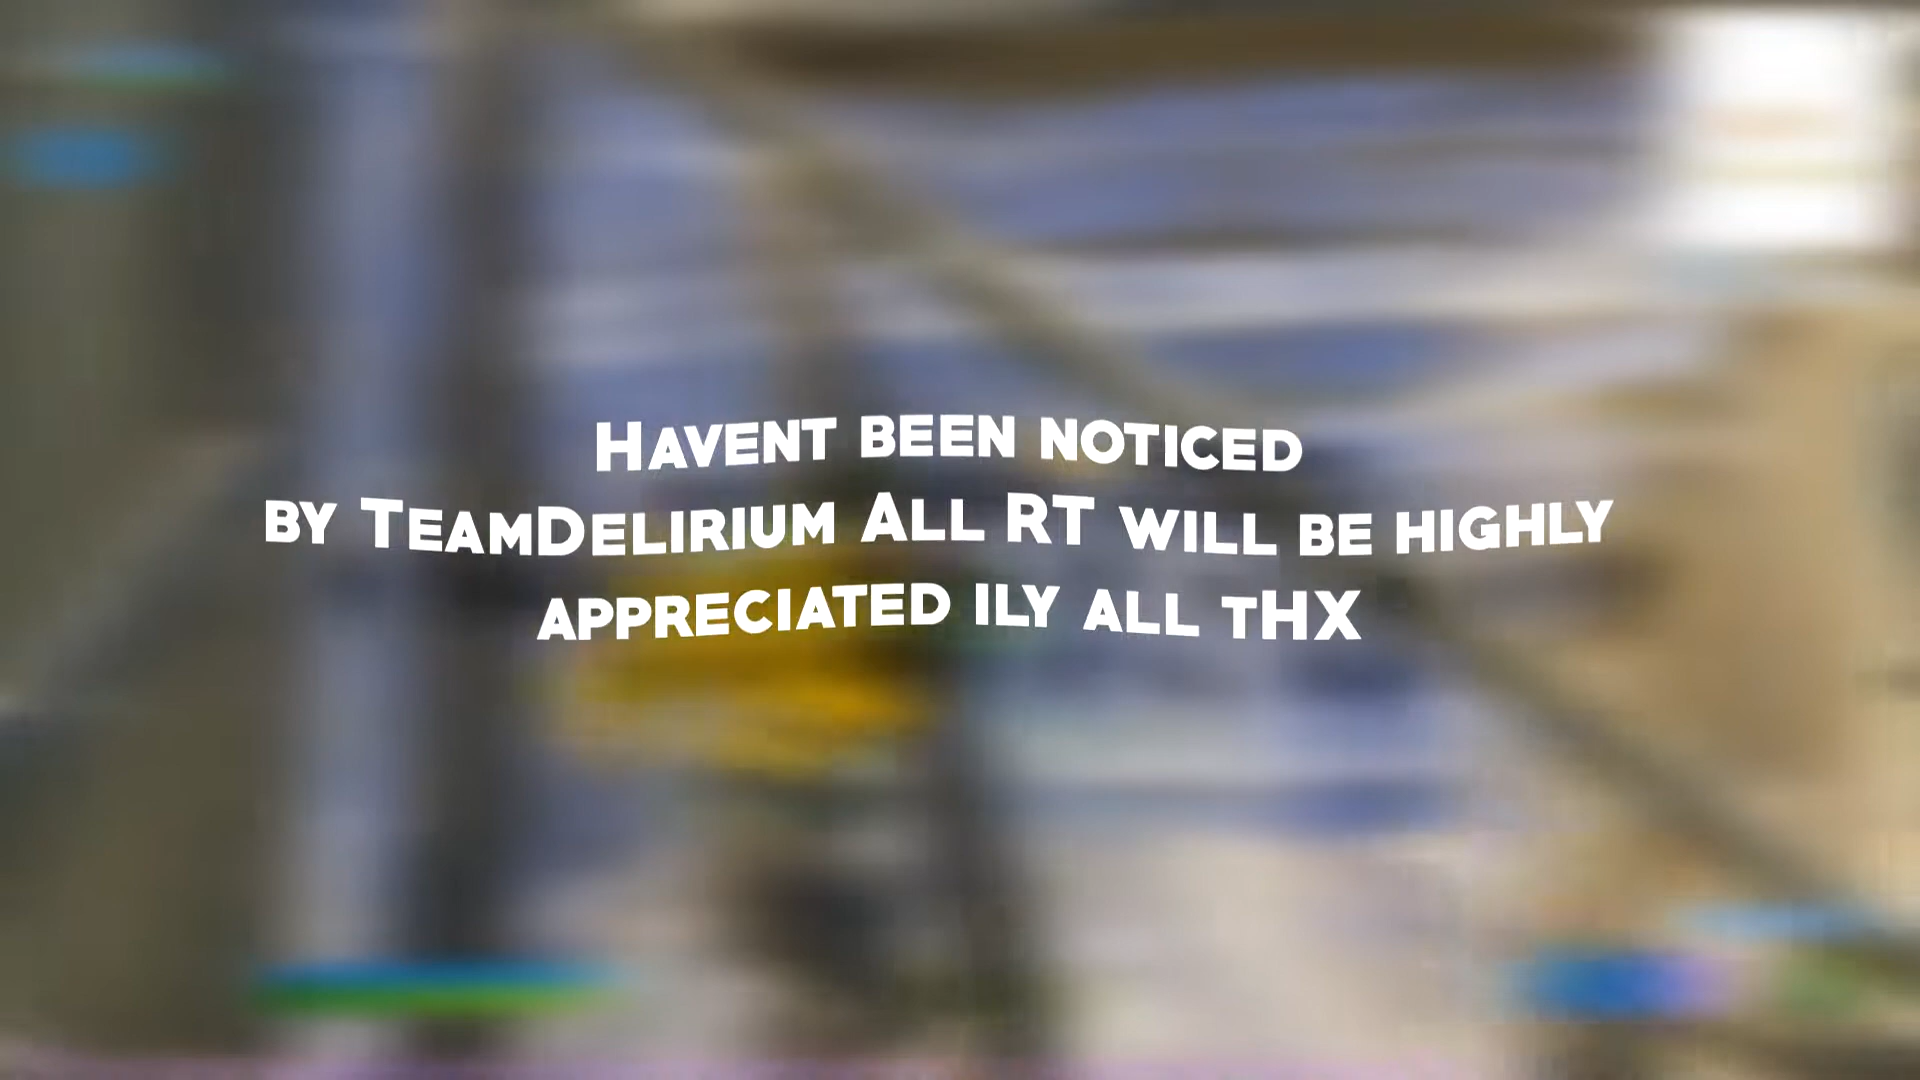 Havent been noticed
by TeamDelirium All RT will be highly
appreciated ily all tHX